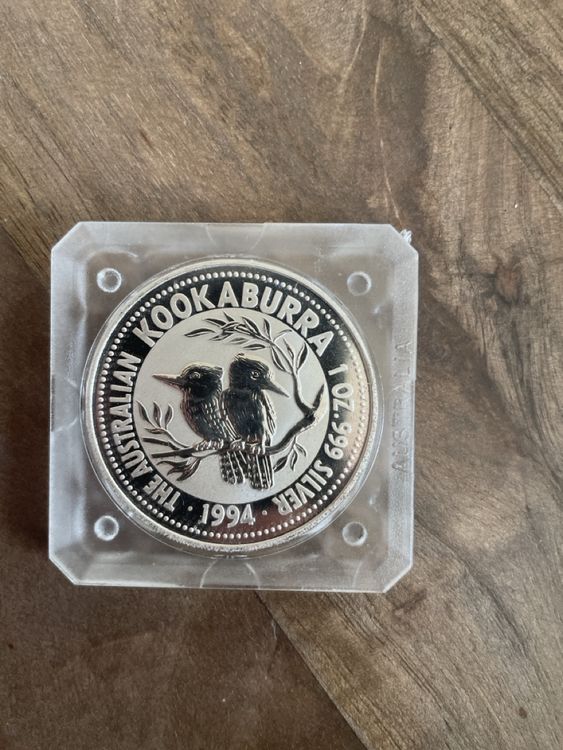 THE AUSTRALIAN KOOKABURRA 1 OZ. 999 SILVER
· 1994 ·
AUSTRALIA